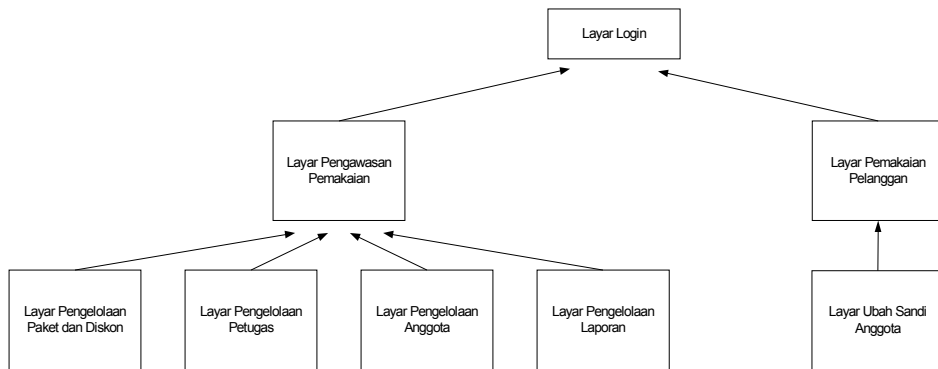 Layar Login
Layar Pengawasan
Pemakaian
Layar Pemakaian
Pelanggan
Layar Pengelolaan
Paket dan Diskon
Layar Pengelolaan
Petugas
Layar Pengelolaan
Anggota
Layar Pengelolaan
Laporan
Layar Ubah Sandi
Anggota